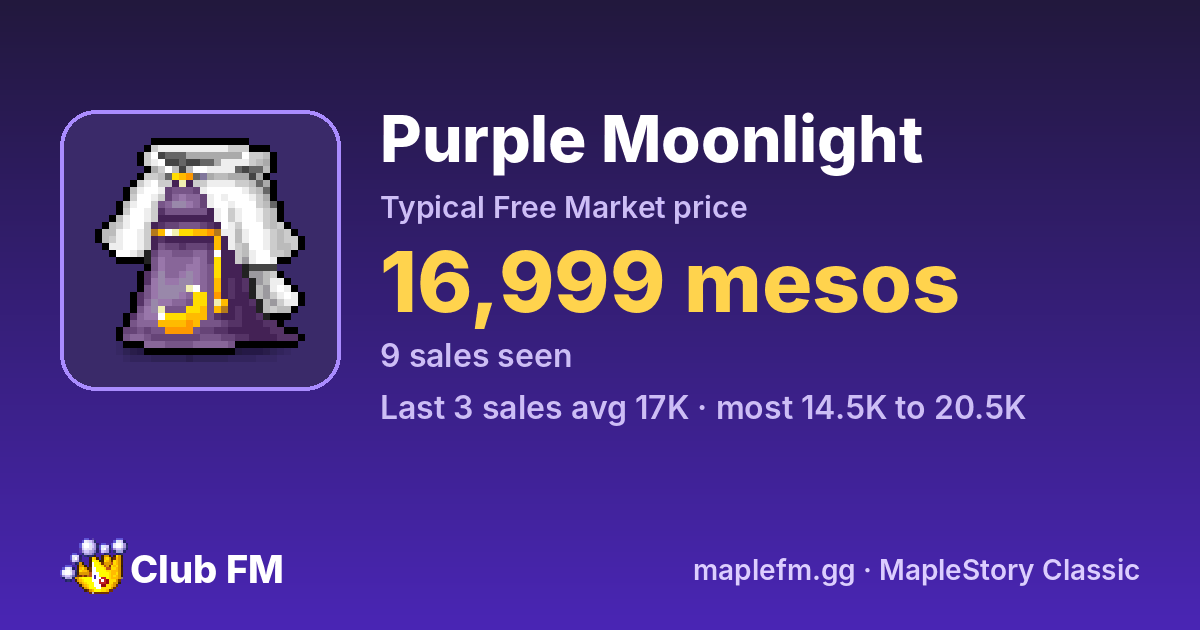 Purple Moonlight
Typical Free Market price
16,999 mesos
9 sales seen
Last 3 sales avg 17K · most 14.5K to 20.5K
Club FM
maplefm.gg · MapleStory Classic